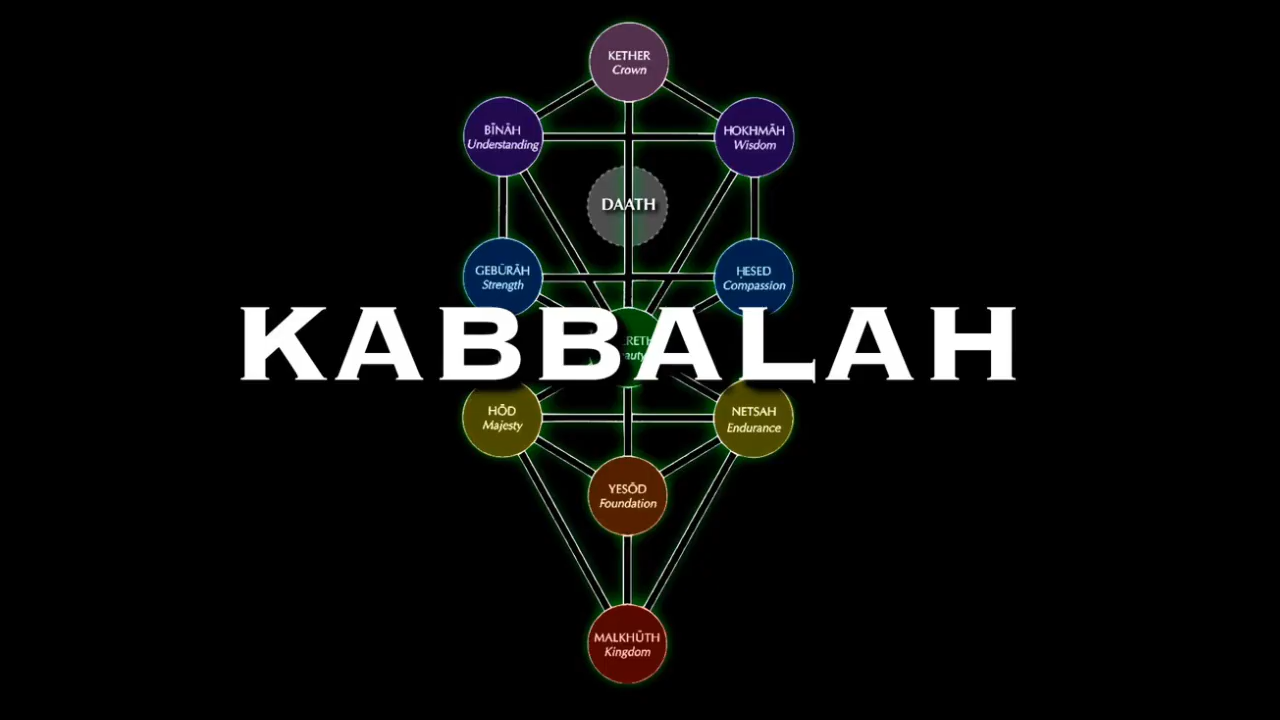 KETHER
Crown
BĪNĀH
Understanding
HOKHMĀH
Wisdom
DAATH
GEBŪRĀH
Strength
ḤESED
Compassion
KABBALAH
HŌD
Majesty
NETSAH
Endurance
YESŌD
Foundation
MALKHŪTH
Kingdom